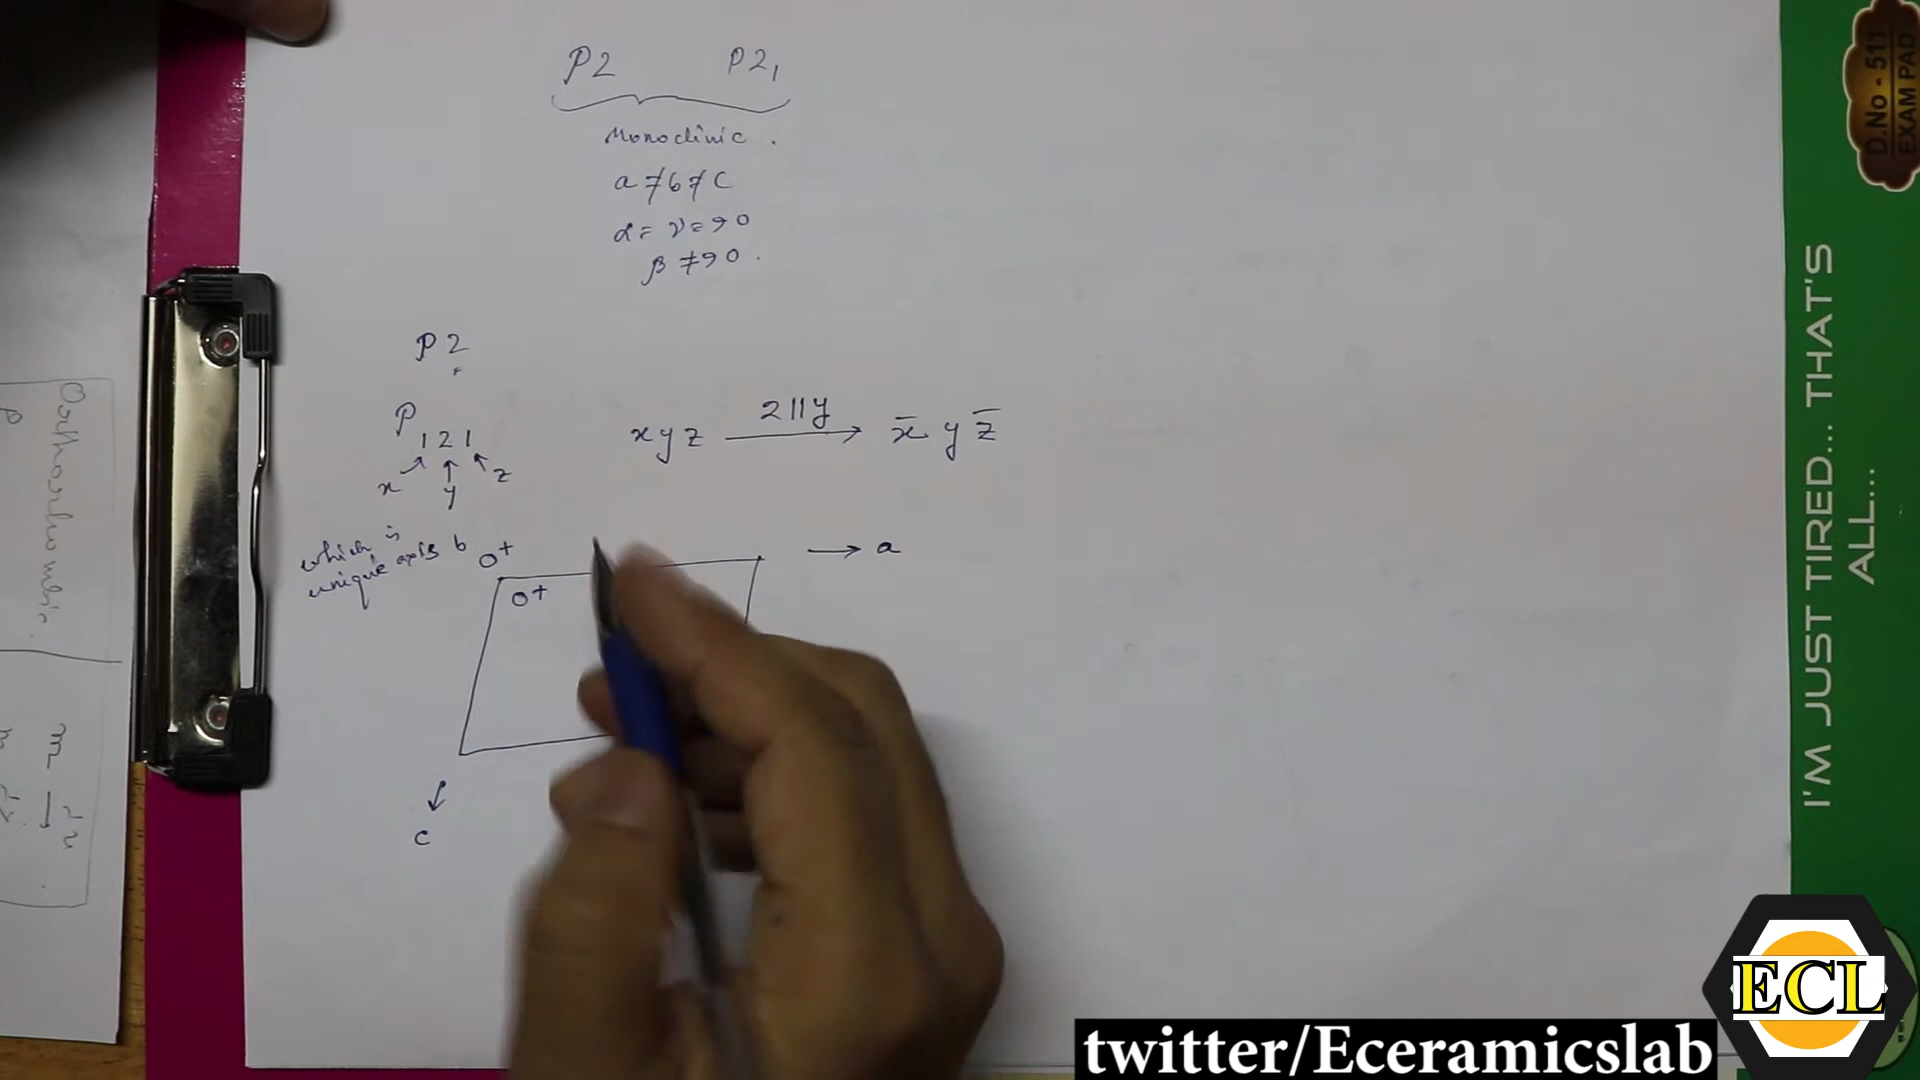 P2 P2₁
Monoclinic .
a ≠ b ≠ c
α = γ = 90
β ≠ 90 .
P2
P
1 2 1
x y z
xyz 2||y x̄ y z̄
which is
unique axis b
o+
o+
→ a
c
Orthorhombic.
P
m →
D.No - 511
EXAM PAD
I'M JUST TIRED... THAT'S
ALL...
ECL
twitter/Eceramicslab